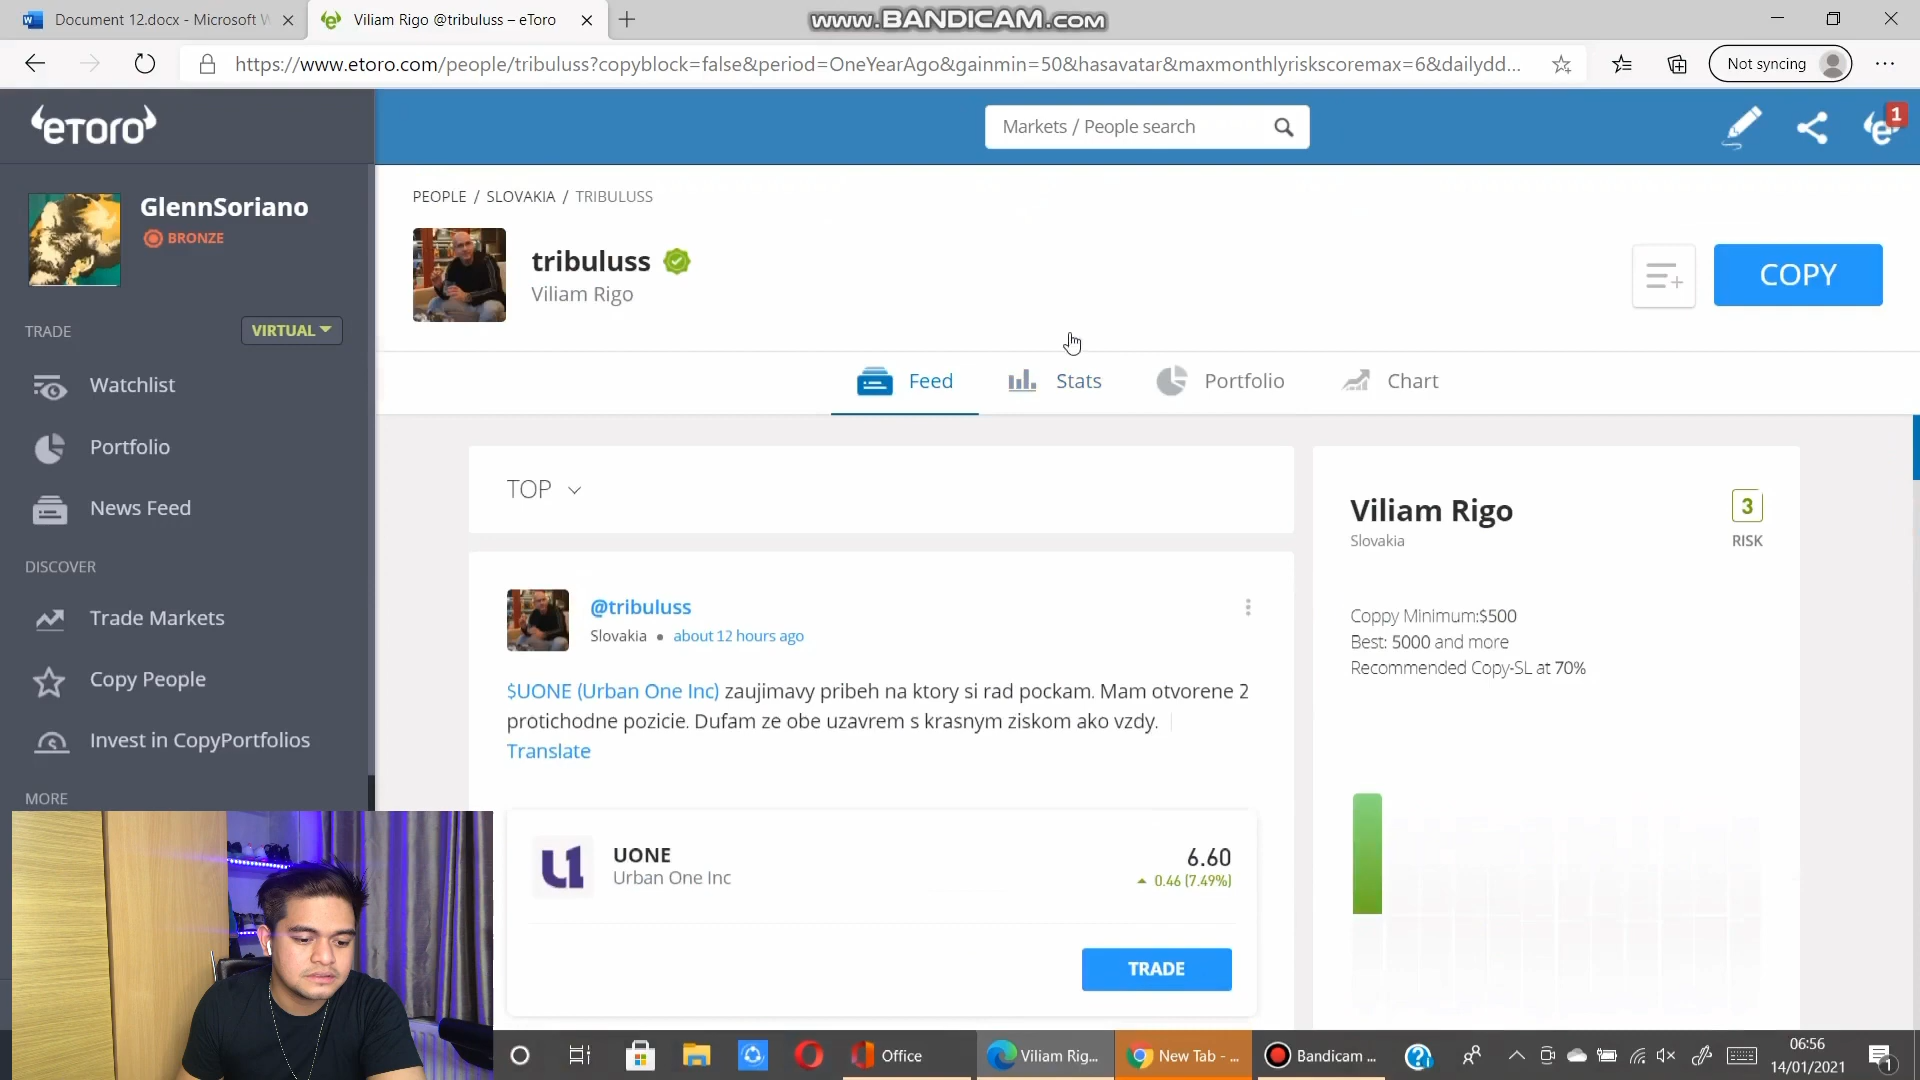 Document 12.docx - Microsoft W
Viliam Rigo @tribuluss – eToro
www.BANDICAM.com
https://www.etoro.com/people/tribuluss?copyblock=false&period=OneYearAgo&gainmin=50&hasavatar&maxmonthlyriskscoremax=6&dailydd...
Not syncing
eToro
Markets / People search
1
GlennSoriano
BRONZE
TRADE
VIRTUAL
Watchlist
Portfolio
News Feed
DISCOVER
Trade Markets
Copy People
Invest in CopyPortfolios
MORE
PEOPLE / SLOVAKIA / TRIBULUSS
tribuluss
Viliam Rigo
COPY
Feed
Stats
Portfolio
Chart
TOP
@tribuluss
Slovakia • about 12 hours ago
$UONE (Urban One Inc) zaujimavy pribeh na ktory si rad pockam. Mam otvorene 2
protichodne pozicie. Dufam ze obe uzavrem s krasnym ziskom ako vzdy.
Translate
UONE
Urban One Inc
6.60
0.46 (7.49%)
TRADE
Viliam Rigo
Slovakia
3
RISK
Coppy Minimum:$500
Best: 5000 and more
Recommended Copy-SL at 70%
Office
Viliam Rig...
New Tab - ...
Bandicam ...
06:56
14/01/2021
1